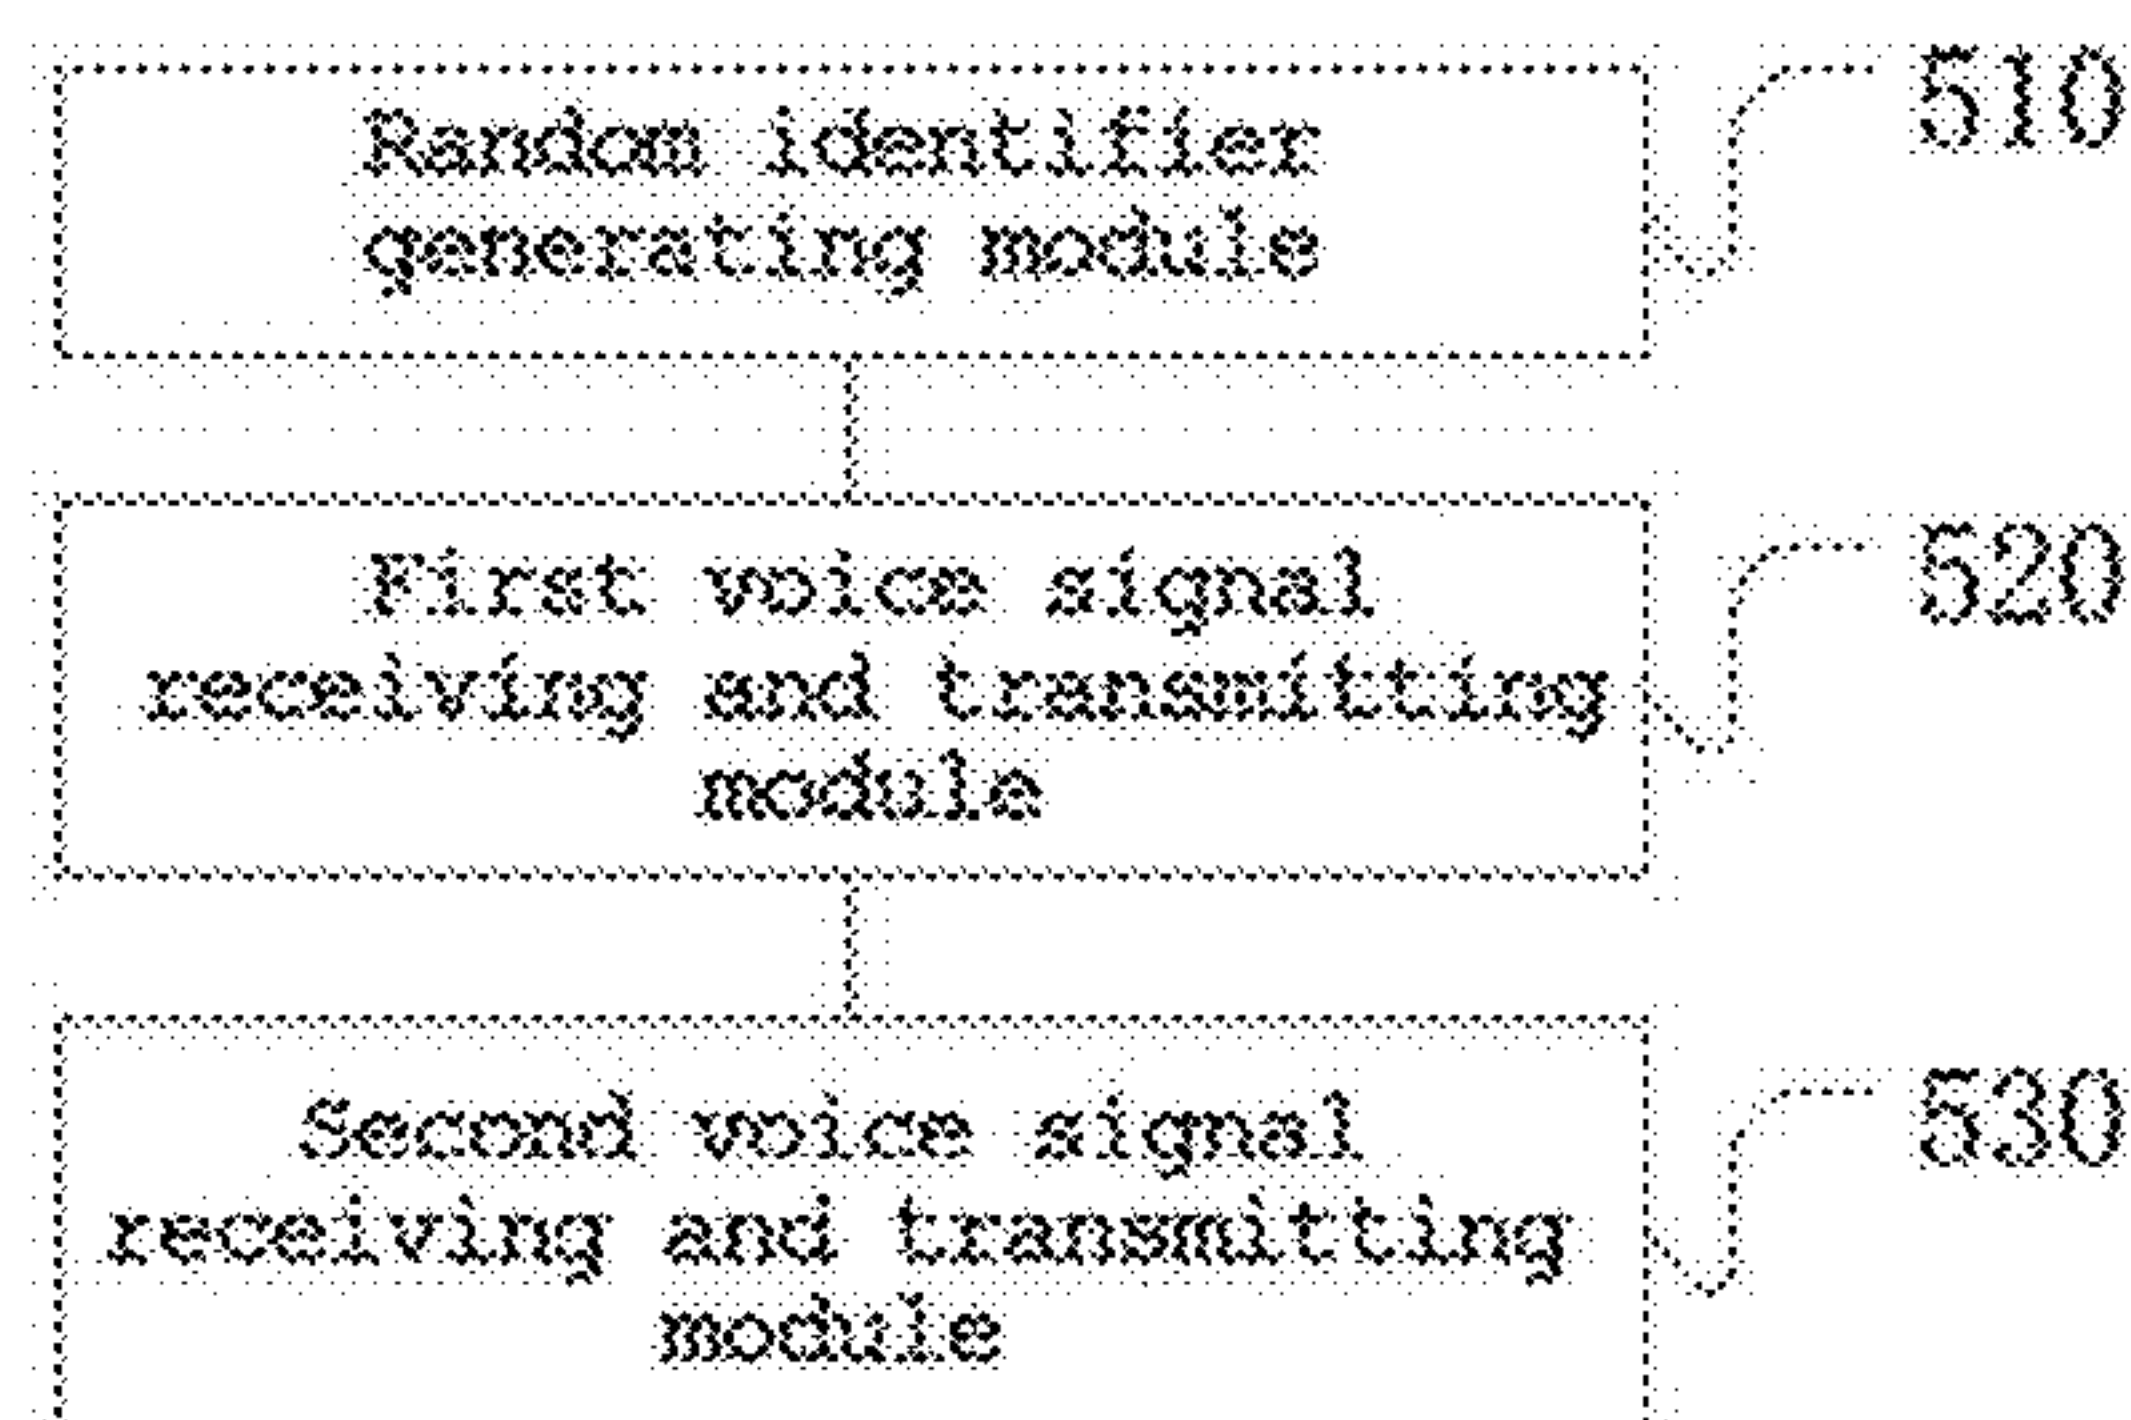 Random identifier
generating module
510
First voice signal
receiving and transmitting
module
520
Second voice signal
receiving and transmitting
module
530